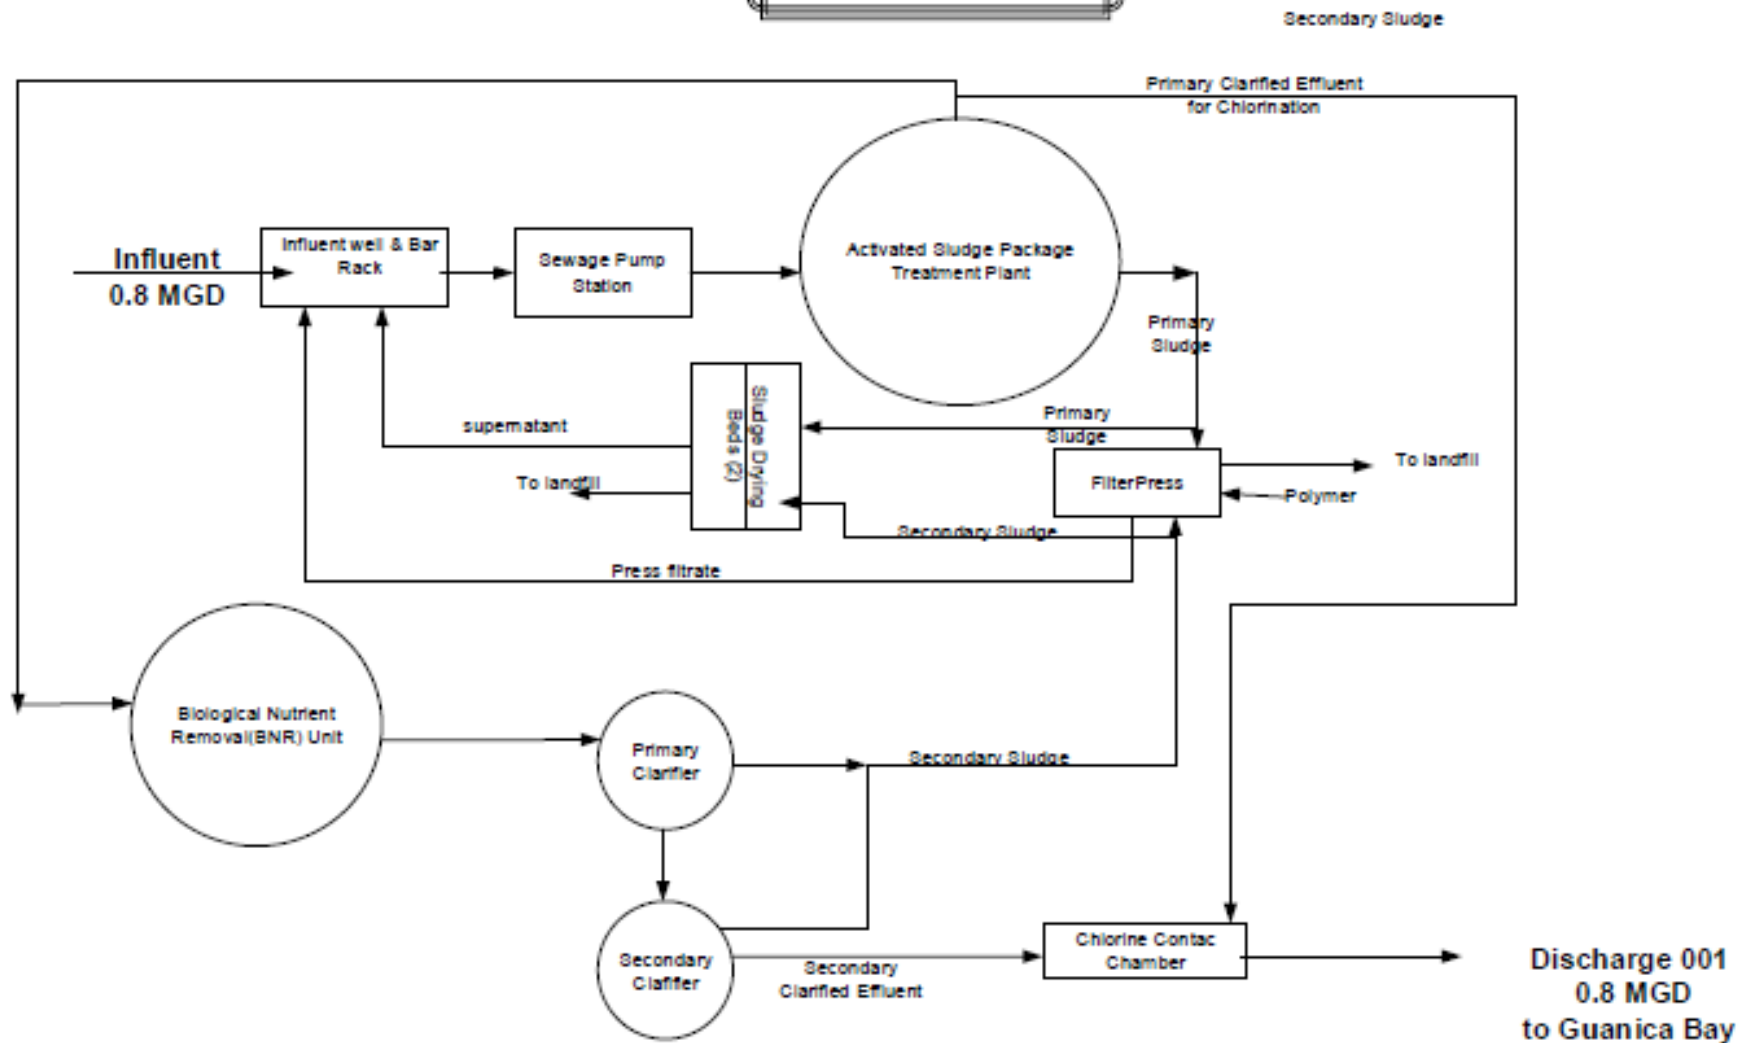 Secondary Sludge
Primary Clarified Effluent
for Chlorination
Influent
0.8 MGD
Influent well & Bar
Rack
Sewage Pump
Station
Activated Sludge Package
Treatment Plant
Primary
Sludge
Primary
Sludge
supernatant
Sludge Drying
Beds (2)
To landfill
FilterPress
To landfill
Polymer
Secondary Sludge
Press filtrate
Biological Nutrient
Removal(BNR) Unit
Primary
Clarifier
Secondary Sludge
Secondary
Clafifier
Secondary
Clarified Effluent
Chlorine Contac
Chamber
Discharge 001
0.8 MGD
to Guanica Bay